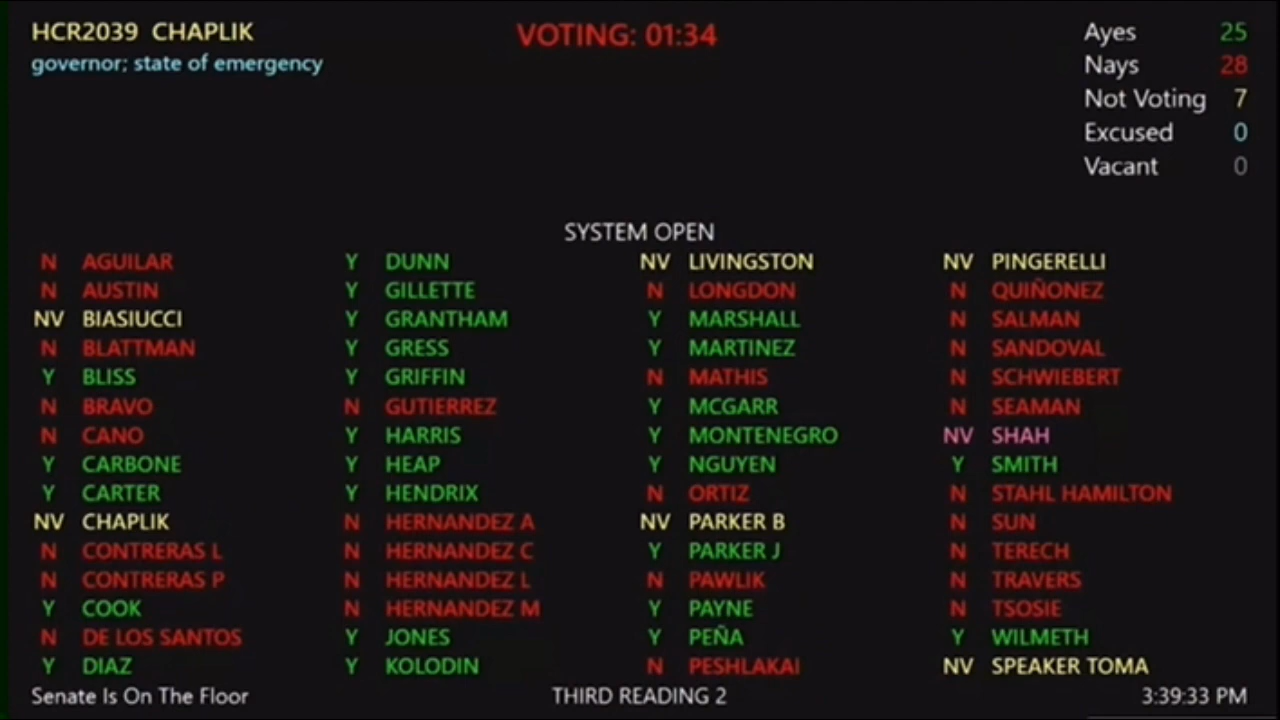 HCR2039 CHAPLIK
governor; state of emergency
VOTING: 01:34
Ayes 25
Nays 28
Not Voting 7
Excused 0
Vacant 0
SYSTEM OPEN
N AGUILAR Y DUNN NV LIVINGSTON NV PINGERELLI
N AUSTIN Y GILLETTE N LONGDON N QUIÑONEZ
NV BIASIUCCI Y GRANTHAM Y MARSHALL N SALMAN
N BLATTMAN Y GRESS Y MARTINEZ N SANDOVAL
Y BLISS Y GRIFFIN N MATHIS N SCHWIEBERT
N BRAVO N GUTIERREZ Y MCGARR N SEAMAN
N CANO Y HARRIS Y MONTENEGRO NV SHAH
Y CARBONE Y HEAP Y NGUYEN Y SMITH
Y CARTER Y HENDRIX N ORTIZ N STAHL HAMILTON
NV CHAPLIK N HERNANDEZ A NV PARKER B N SUN
N CONTRERAS L N HERNANDEZ C Y PARKER J N TERECH
N CONTRERAS P N HERNANDEZ L N PAWLIK N TRAVERS
Y COOK N HERNANDEZ M Y PAYNE N TSOSIE
N DE LOS SANTOS Y JONES Y PEÑA Y WILMETH
Y DIAZ Y KOLODIN N PESHLAKAI NV SPEAKER TOMA
Senate Is On The Floor THIRD READING 2 3:39:33 PM